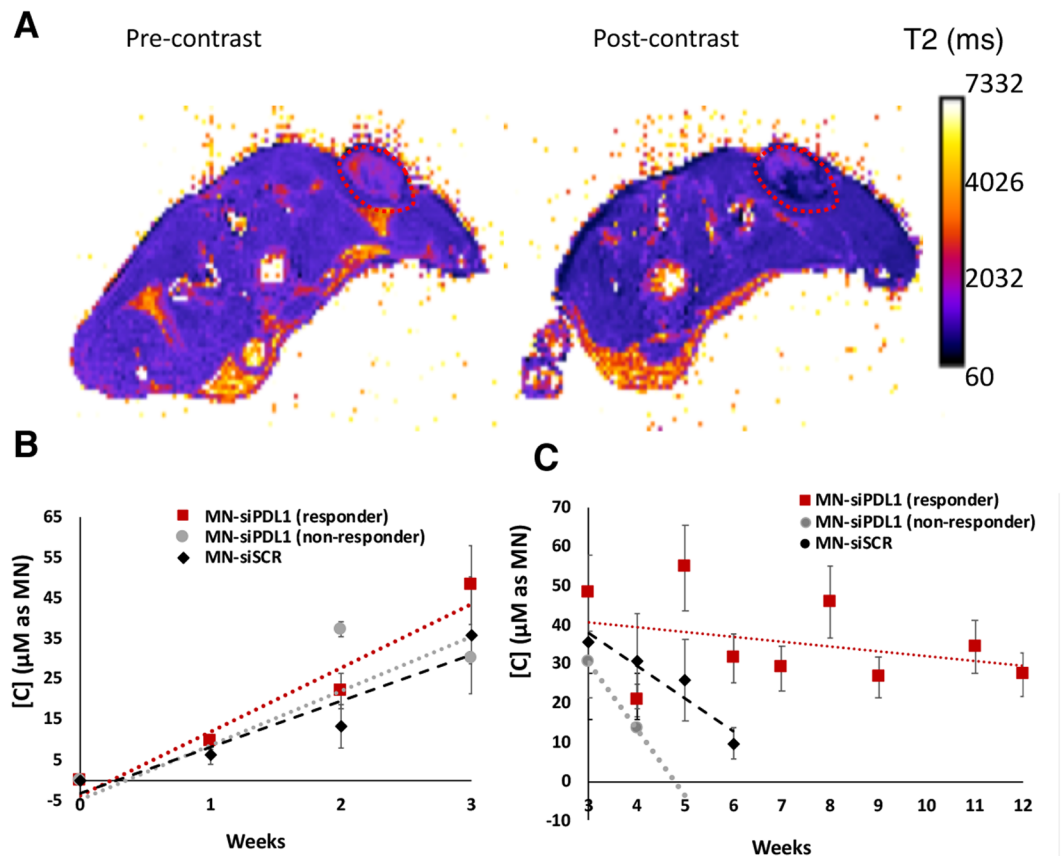 A
Pre-contrast
Post-contrast
T2 (ms)
7332
4026
2032
60
B
65
55
45
35
25
15
5
-5
[C] (µM as MN)
MN-siPDL1 (responder)
MN-siPDL1 (non-responder)
MN-siSCR
0 1 2 3
Weeks
C
70
60
50
40
30
20
10
0
-10
[C] (µM as MN)
MN-siPDL1 (responder)
MN-siPDL1 (non-responder)
MN-siSCR
3 4 5 6 7 8 9 10 11 12
Weeks